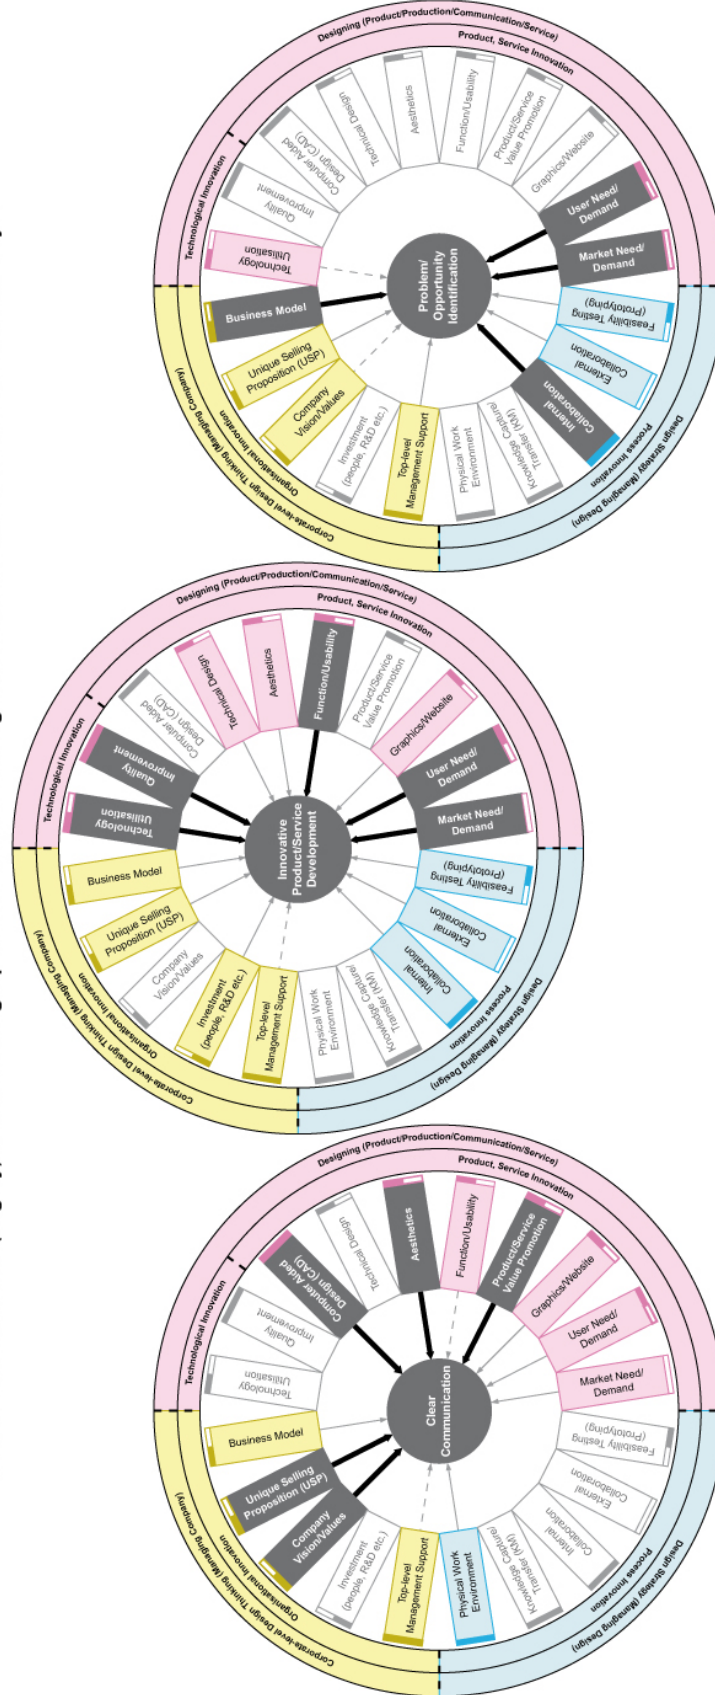 Designing (Product/Production/Communication/Service)
Product, Service Innovation
Technological Innovation
Corporate-level Design Thinking (Managing Company)
Organisational Innovation
Design Strategy (Managing Design)
Process Innovation
Problem/
Opportunity
Identification
Technology
Utilisation
Quality
Improvement
Computer Aided
Design (CAD)
Technical Design
Aesthetics
Function/Usability
Product/Service
Value Promotion
Graphics/Website
User Need/
Demand
Market Need/
Demand
Feasibility Testing
(Prototyping)
External
Collaboration
Internal
Collaboration
Knowledge Capture/
Transfer (KM)
Physical Work
Environment
Top-level
Management Support
Investment
(people, R&D etc.)
Company
Vision/Values
Unique Selling
Proposition (USP)
Business Model
Designing (Product/Production/Communication/Service)
Product, Service Innovation
Technological Innovation
Corporate-level Design Thinking (Managing Company)
Organisational Innovation
Design Strategy (Managing Design)
Process Innovation
Innovative
Product/Service
Development
Technology
Utilisation
Quality
Improvement
Computer Aided
Design (CAD)
Technical Design
Aesthetics
Function/Usability
Product/Service
Value Promotion
Graphics/Website
User Need/
Demand
Market Need/
Demand
Feasibility Testing
(Prototyping)
External
Collaboration
Internal
Collaboration
Knowledge Capture/
Transfer (KM)
Physical Work
Environment
Top-level
Management Support
Investment
(people, R&D etc.)
Company
Vision/Values
Unique Selling
Proposition (USP)
Business Model
Designing (Product/Production/Communication/Service)
Product, Service Innovation
Technological Innovation
Corporate-level Design Thinking (Managing Company)
Organisational Innovation
Design Strategy (Managing Design)
Process Innovation
Clear
Communication
Technology
Utilisation
Quality
Improvement
Computer Aided
Design (CAD)
Technical Design
Aesthetics
Function/Usability
Product/Service
Value Promotion
Graphics/Website
User Need/
Demand
Market Need/
Demand
Feasibility Testing
(Prototyping)
External
Collaboration
Internal
Collaboration
Knowledge Capture/
Transfer (KM)
Physical Work
Environment
Top-level
Management Support
Investment
(people, R&D etc.)
Company
Vision/Values
Unique Selling
Proposition (USP)
Business Model